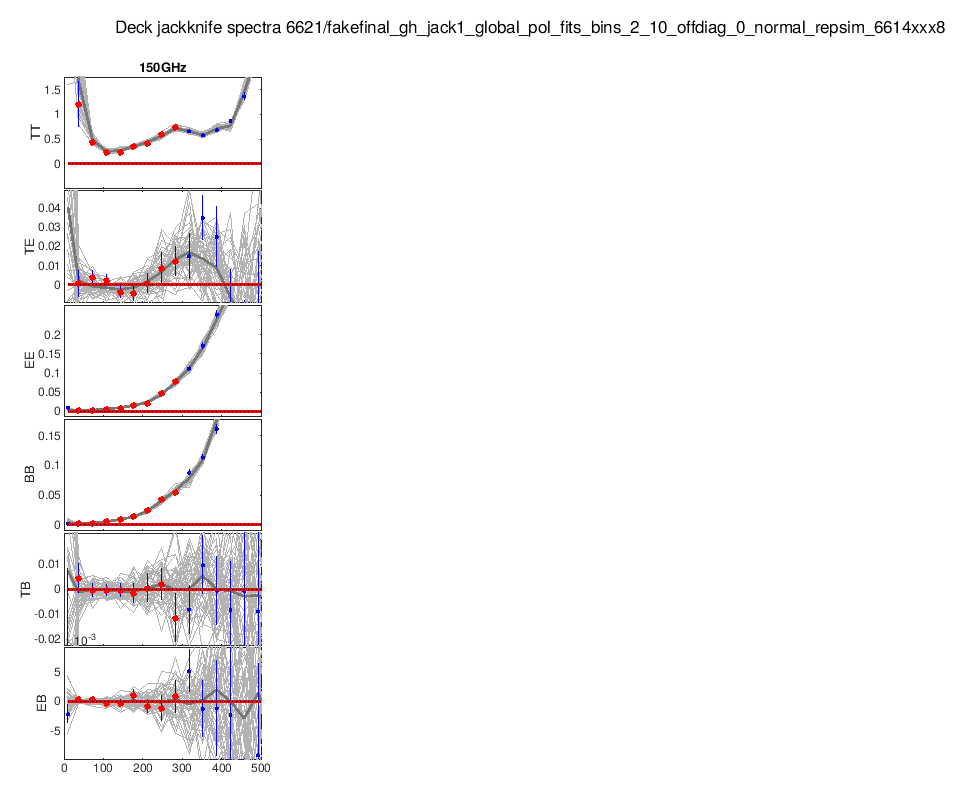 Deck jackknife spectra 6621/fakefinal_gh_jack1_global_pol_fits_bins_2_10_offdiag_0_normal_repsim_6614xxx8
150GHz
1.5
1
0.5
0
TT
0.04
0.03
0.02
0.01
0
TE
0.2
0.15
0.1
0.05
0
EE
0.15
0.1
0.05
0
BB
0.01
0
-0.01
-0.02
TB
10-3
5
0
-5
EB
0 100 200 300 400 500